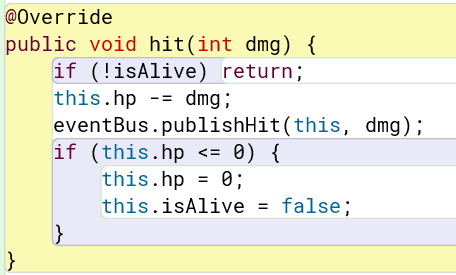 @Override
public void hit(int dmg) {
    if (!isAlive) return;
    this.hp -= dmg;
    eventBus.publishHit(this, dmg);
    if (this.hp <= 0) {
        this.hp = 0;
        this.isAlive = false;
    }
}